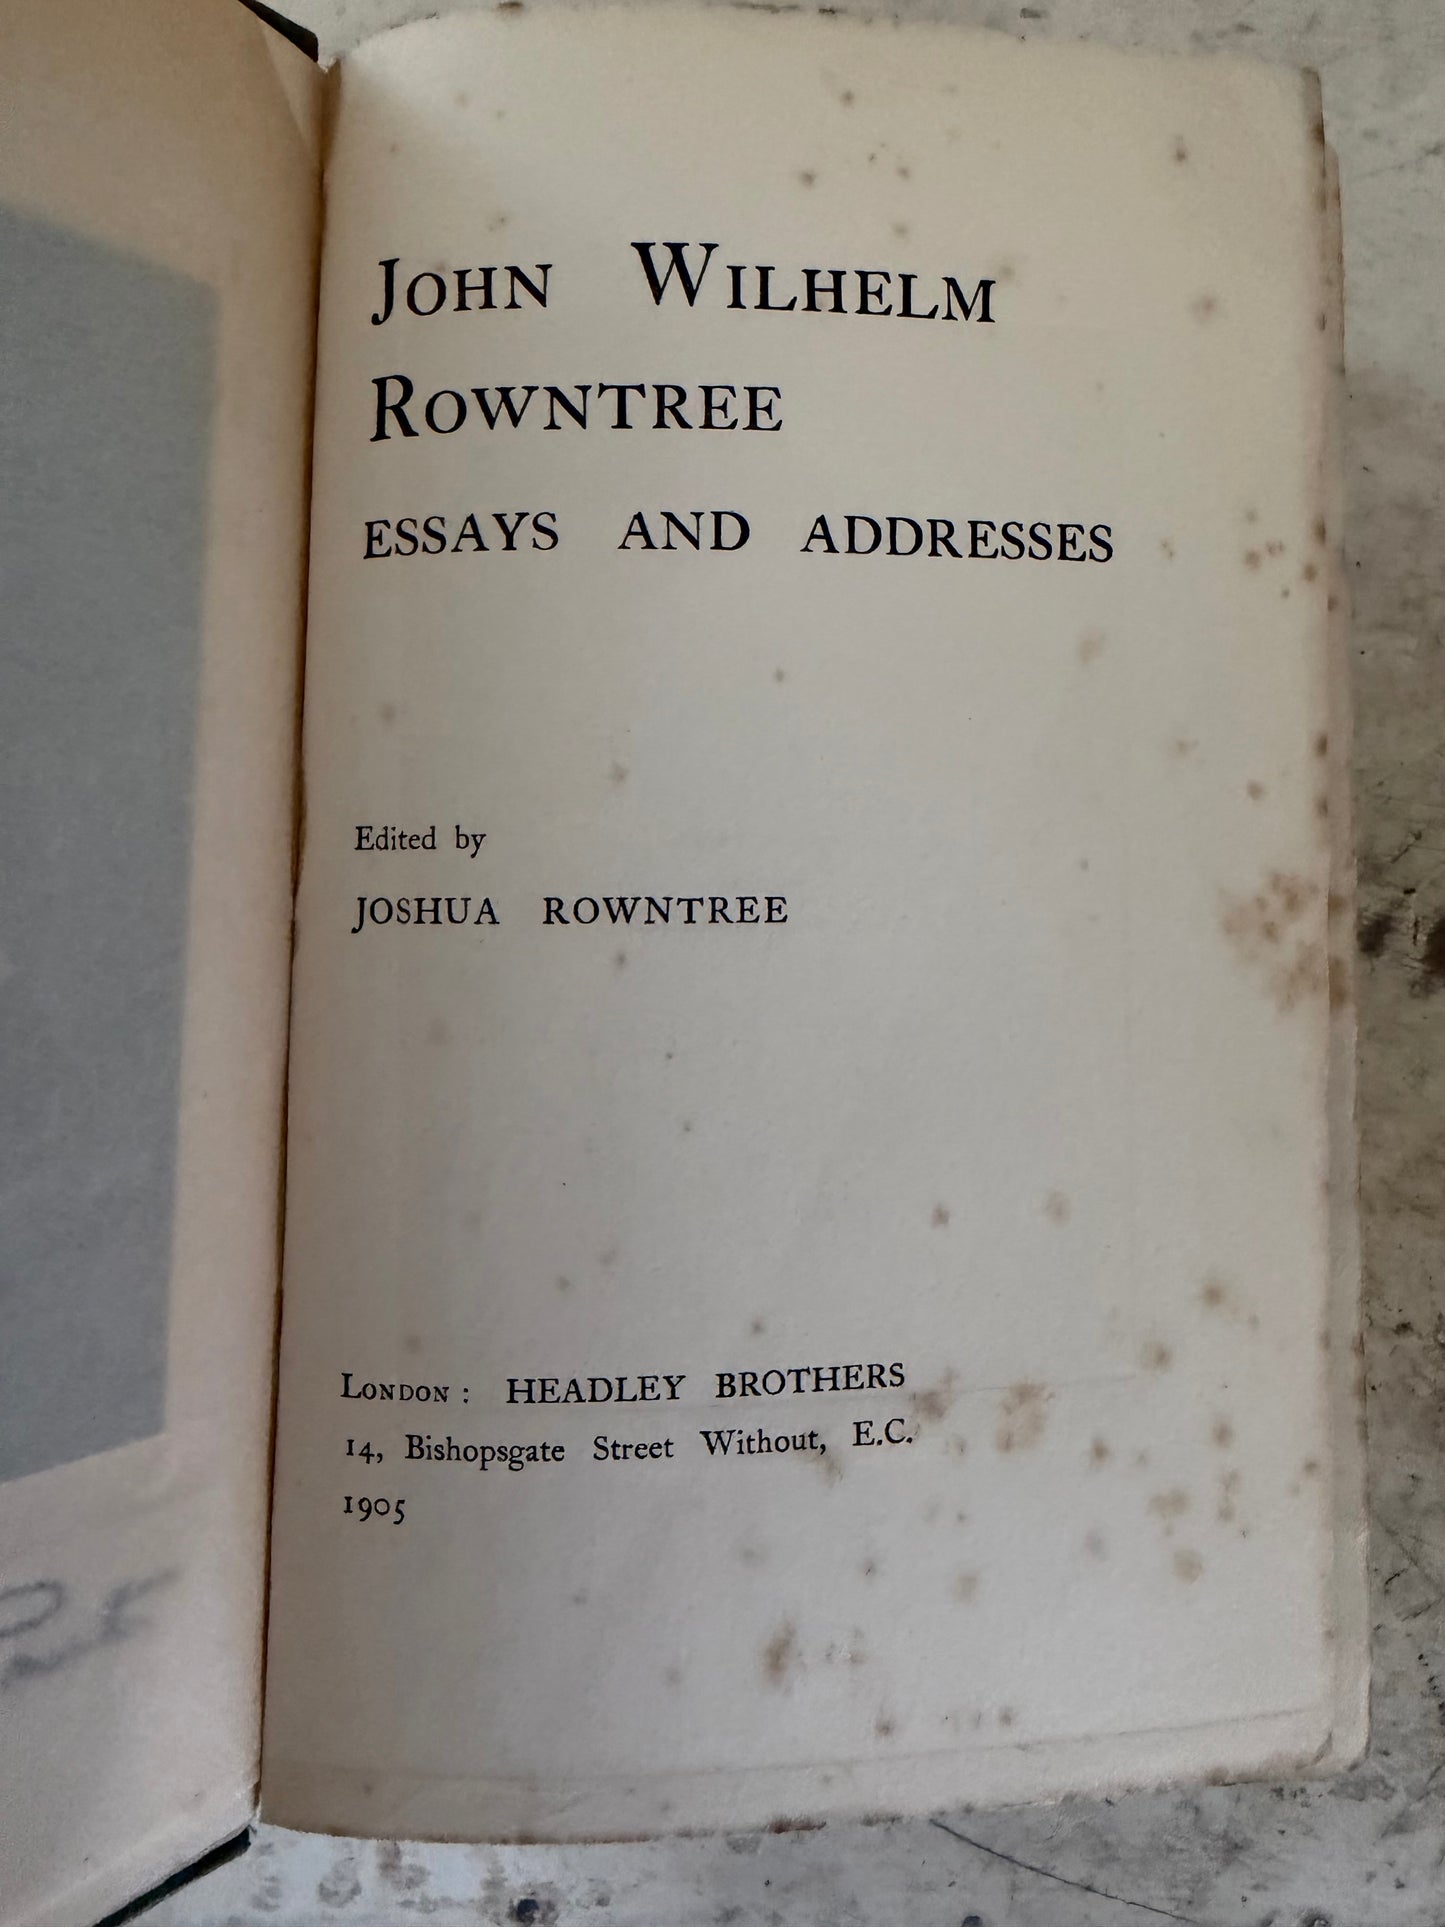 JOHN WILHELM
ROWNTREE
ESSAYS AND ADDRESSES
Edited by
JOSHUA ROWNTREE
LONDON: HEADLEY BROTHERS
14, Bishopsgate Street Without, E.C.
1905